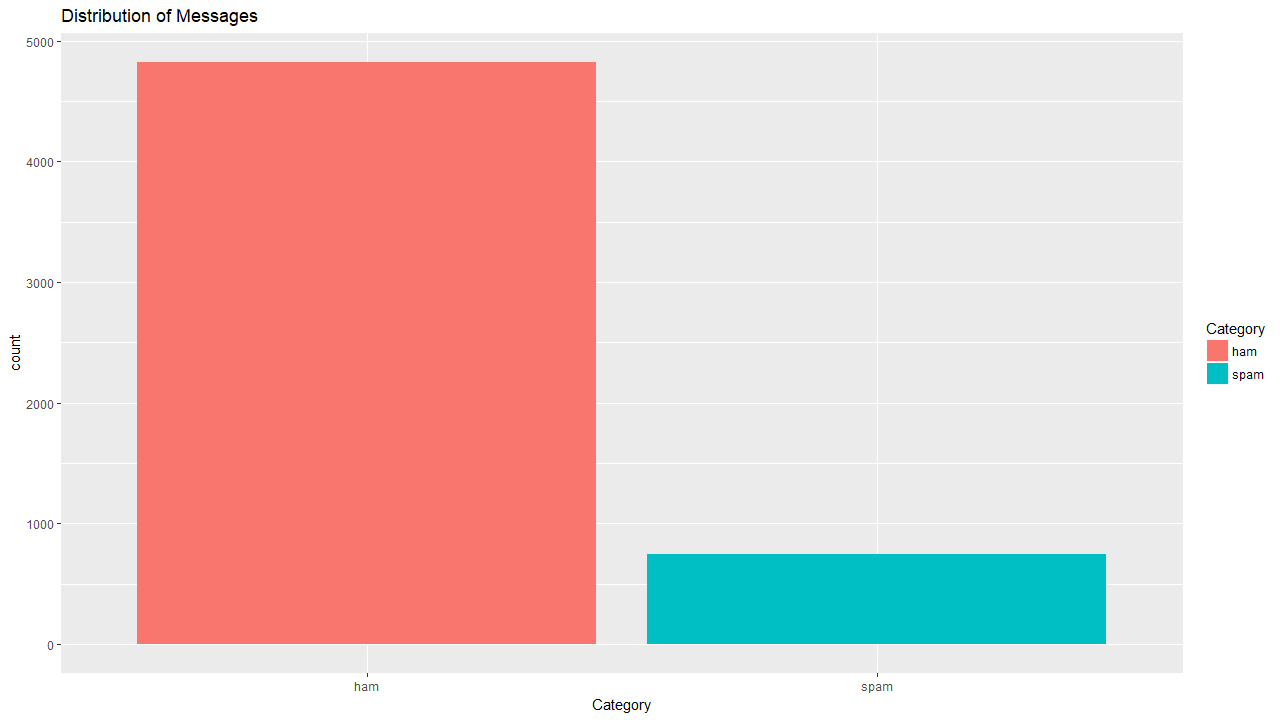 Distribution of Messages
5000
4000
3000
2000
1000
0
count
ham
spam
Category
Category
ham
spam